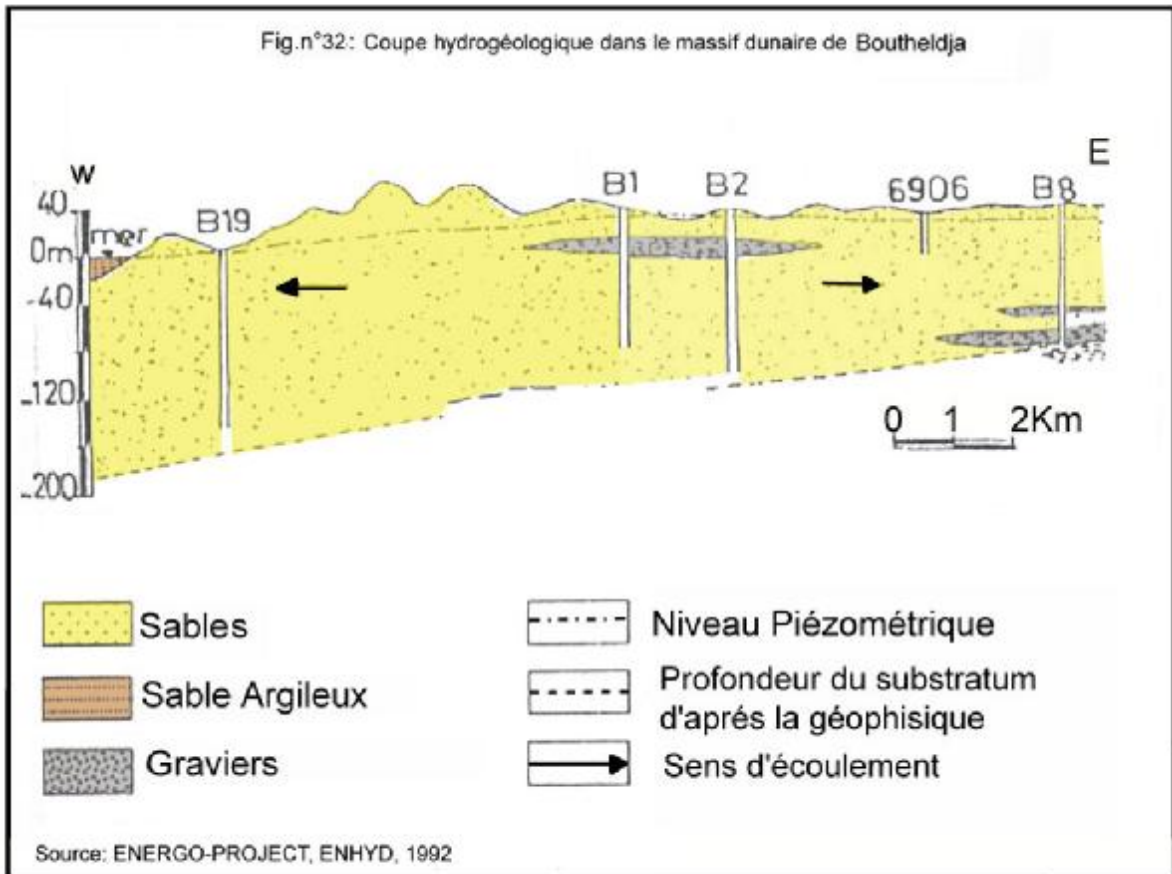 Fig.n°32: Coupe hydrogéologique dans le massif dunaire de Boutheldja
W
E
B19
B1
B2
6906
B8
mer
40
0m
-40
-120
-200
0 1 2Km
Sables
Sable Argileux
Graviers
Niveau Piézométrique
Profondeur du substratum
d'aprés la géophisique
Sens d'écoulement
Source: ENERGO-PROJECT, ENHYD, 1992